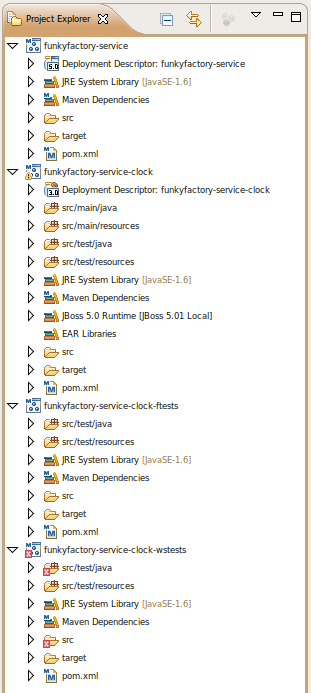 Project Explorer
funkyfactory-service
Deployment Descriptor: funkyfactory-service
JRE System Library [JavaSE-1.6]
Maven Dependencies
src
target
pom.xml
funkyfactory-service-clock
Deployment Descriptor: funkyfactory-service-clock
src/main/java
src/main/resources
src/test/java
src/test/resources
JRE System Library [JavaSE-1.6]
Maven Dependencies
JBoss 5.0 Runtime [JBoss 5.01 Local]
EAR Libraries
src
target
pom.xml
funkyfactory-service-clock-ftests
src/test/java
src/test/resources
JRE System Library [JavaSE-1.6]
Maven Dependencies
src
target
pom.xml
funkyfactory-service-clock-wstests
src/test/java
src/test/resources
JRE System Library [JavaSE-1.6]
Maven Dependencies
src
target
pom.xml